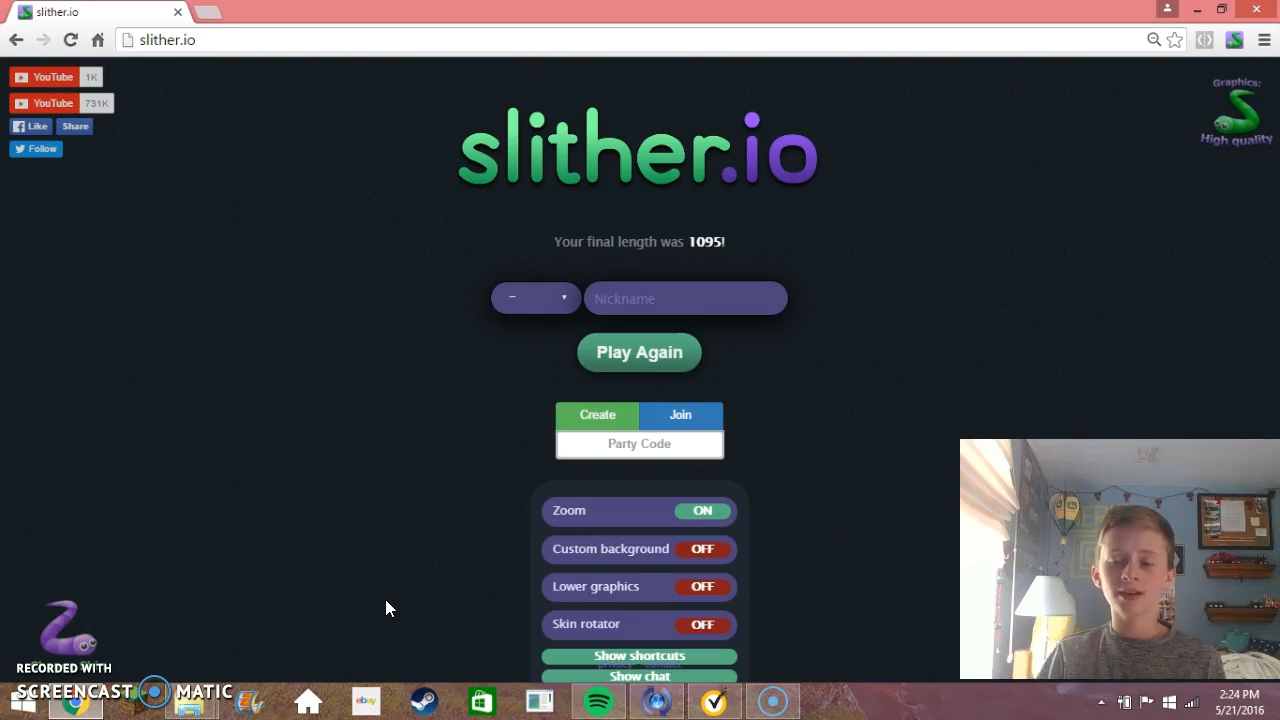 slither.io
slither.io
YouTube 1K
YouTube 731K
Like Share
Follow
Graphics:
High quality
slither.io
Your final length was 1095!
– Nickname
Play Again
Create Join
Party Code
Zoom ON
Custom background OFF
Lower graphics OFF
Skin rotator OFF
Show shortcuts
Show chat
RECORDED WITH
SCREENCAST MATIC
ebay
2:24 PM
5/21/2016